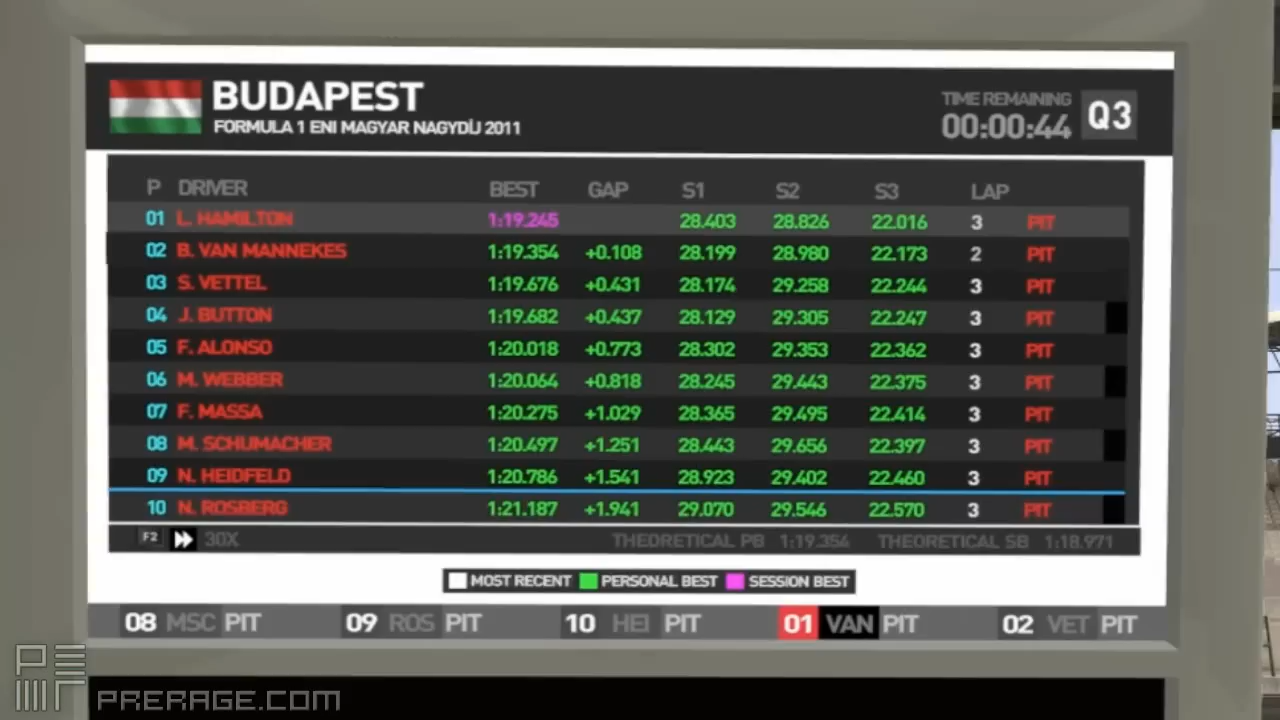 BUDAPEST
FORMULA 1 ENI MAGYAR NAGYDÍJ 2011
TIME REMAINING
00:00:44
Q3
P DRIVER BEST GAP S1 S2 S3 LAP
01 L. HAMILTON 1:19.245 28.403 28.826 22.016 3 PIT
02 B. VAN MANNEKES 1:19.354 +0.108 28.199 28.980 22.173 2 PIT
03 S. VETTEL 1:19.676 +0.431 28.174 29.258 22.244 3 PIT
04 J. BUTTON 1:19.682 +0.437 28.129 29.305 22.247 3 PIT
05 F. ALONSO 1:20.018 +0.773 28.302 29.353 22.362 3 PIT
06 M. WEBBER 1:20.064 +0.818 28.245 29.443 22.375 3 PIT
07 F. MASSA 1:20.275 +1.029 28.365 29.495 22.414 3 PIT
08 M. SCHUMACHER 1:20.497 +1.251 28.443 29.656 22.397 3 PIT
09 N. HEIDFELD 1:20.786 +1.541 28.923 29.402 22.460 3 PIT
10 N. ROSBERG 1:21.187 +1.941 29.070 29.546 22.570 3 PIT
F2 30X THEORETICAL PB 1:19.354 THEORETICAL SB 1:18.971
MOST RECENT PERSONAL BEST SESSION BEST
08 MSC PIT 09 ROS PIT 10 HEI PIT 01 VAN PIT 02 VET PIT
PRERAGE.COM